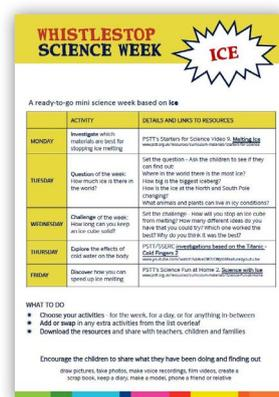 WHISTLESTOP
SCIENCE WEEK
ICE
A ready-to-go mini science week based on ice
ACTIVITY
DETAILS AND LINKS TO RESOURCES
MONDAY
Investigate which
materials are best for
stopping ice melting
PSTT's Starters for Science Video 9. Melting Ice
TUESDAY
Question of the week:
How much ice is there in
the world?
Set the question - Ask the children to see if they
can find out:
Where in the world there is the most ice?
How big is the biggest iceberg?
How is the ice at the North and South Pole
changing?
What animals and plants can live in icy conditions?
WEDNESDAY
Challenge of the week:
How long can you keep
an ice cube solid?
Set the challenge - How will you stop an ice cube
from melting? How many different ideas do you
have that you could try? Which one worked the
best? Why do you think it was the best?
THURSDAY
Explore the effects of
cold water on the body
PSTT/SSERC investigations based on the Titanic -
Cold Fingers 2
FRIDAY
Discover how you can
speed up ice melting
PSTT's Science Fun at Home 2. Science with Ice
WHAT TO DO
Choose your activities - for the week, for a day, or for anything in-between
Add or swap in any extra activities from the list overleaf
Download the resources and share with teachers, children and families
Encourage the children to share what they have been doing and finding out
draw pictures, take photos, make voice recordings, film videos, create a
scrap book, keep a diary, make a model, phone a friend or relative